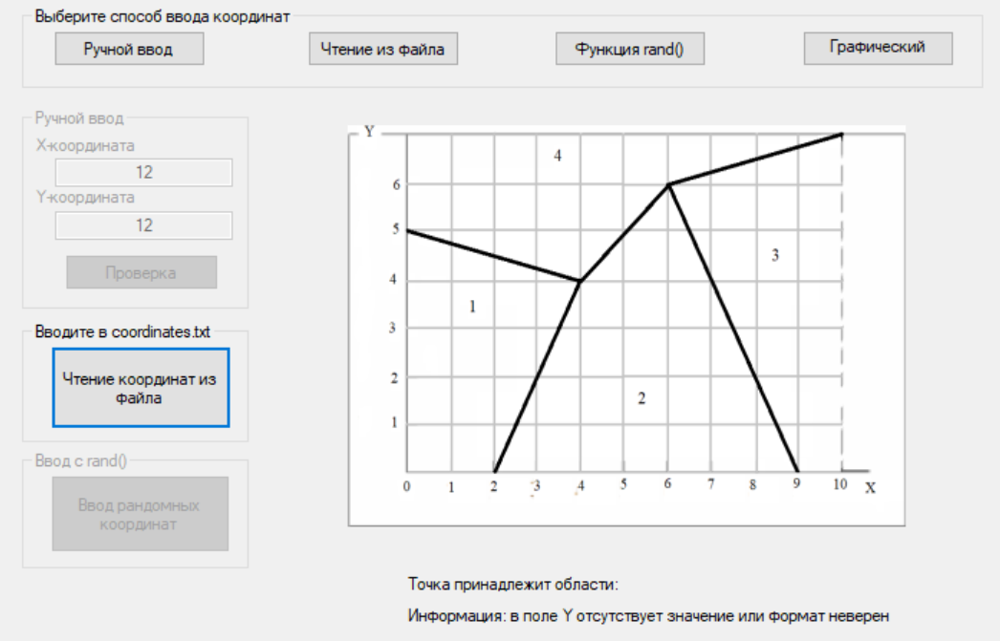 Выберите способ ввода координат
Ручной ввод
Чтение из файла
Функция rand()
Графический
Ручной ввод
X-координата
12
Y-координата
12
Проверка
Вводите в coordinates.txt
Чтение координат из
файла
Ввод с rand()
Ввод рандомных
координат
Y
4
6
5
3
4
1
3
2
2
1
0 1 2 3 4 5 6 7 8 9 10 X
Точка принадлежит области:
Информация: в поле Y отсутствует значение или формат неверен